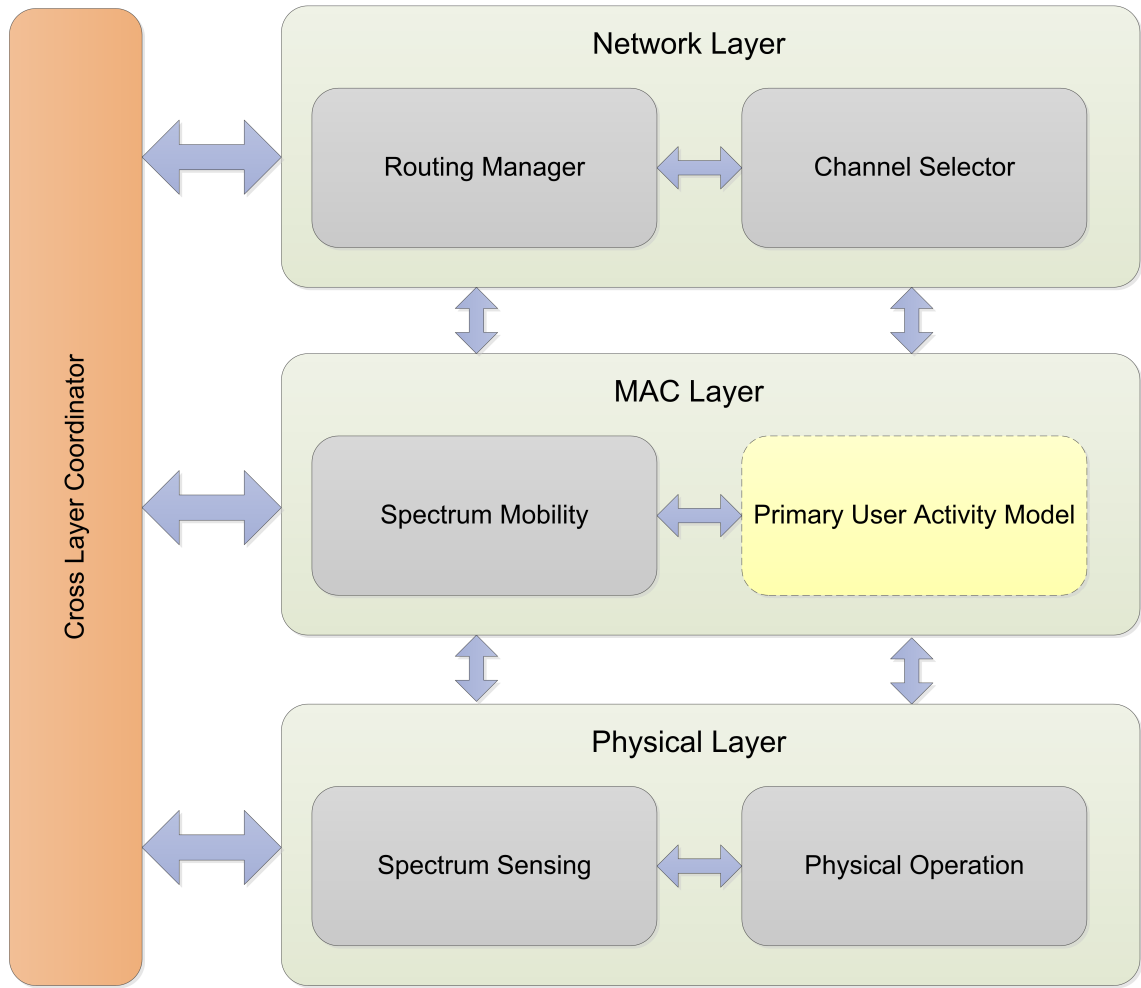 Cross Layer Coordinator
Network Layer
Routing Manager
Channel Selector
MAC Layer
Spectrum Mobility
Primary User Activity Model
Physical Layer
Spectrum Sensing
Physical Operation